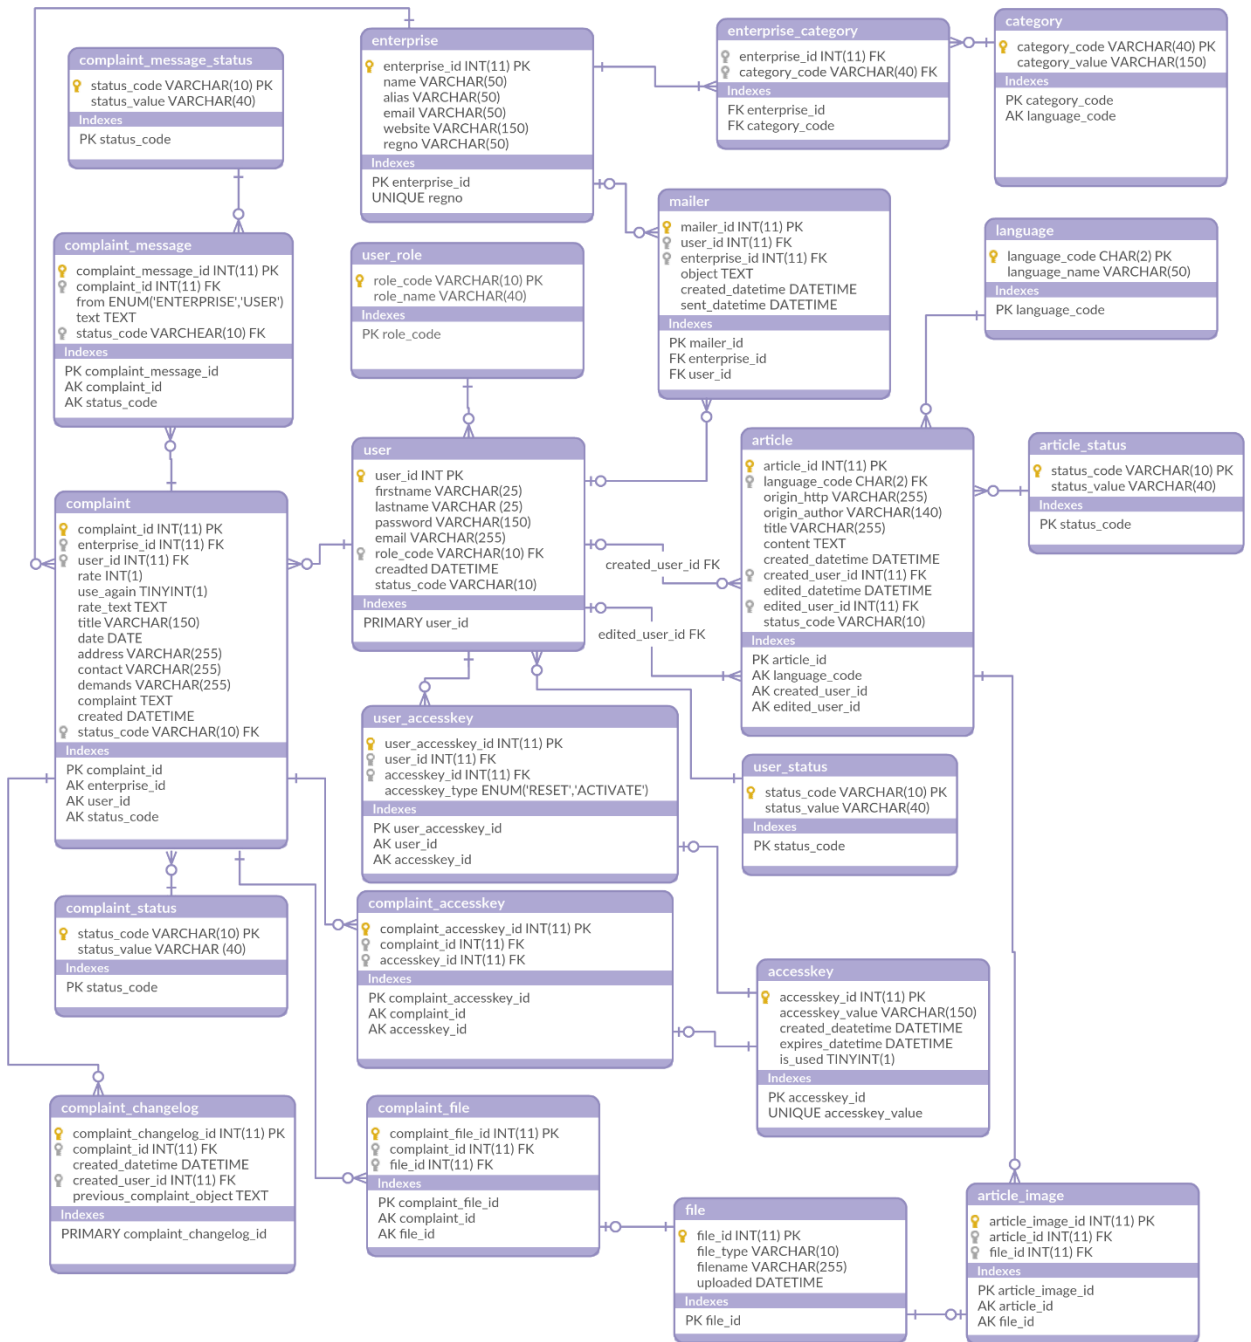 enterprise
enterprise_id INT(11) PK
name VARCHAR(50)
alias VARCHAR(50)
email VARCHAR(50)
website VARCHAR(150)
regno VARCHAR(50)
Indexes
PK enterprise_id
UNIQUE regno
enterprise_category
enterprise_id INT(11) FK
category_code VARCHAR(40) FK
Indexes
FK enterprise_id
FK category_code
category
category_code VARCHAR(40) PK
category_value VARCHAR(150)
Indexes
PK category_code
AK language_code
complaint_message_status
status_code VARCHAR(10) PK
status_value VARCHAR(40)
Indexes
PK status_code
mailer
mailer_id INT(11) PK
user_id INT(11) FK
enterprise_id INT(11) FK
object TEXT
created_datetime DATETIME
sent_datetime DATETIME
Indexes
PK mailer_id
FK enterprise_id
FK user_id
language
language_code CHAR(2) PK
language_name VARCHAR(50)
Indexes
PK language_code
complaint_message
complaint_message_id INT(11) PK
complaint_id INT(11) FK
from ENUM('ENTERPRISE','USER')
text TEXT
status_code VARCHEAR(10) FK
Indexes
PK complaint_message_id
AK complaint_id
AK status_code
user_role
role_code VARCHAR(10) PK
role_name VARCHAR(40)
Indexes
PK role_code
user
user_id INT PK
firstname VARCHAR(25)
lastname VARCHAR (25)
password VARCHAR(150)
email VARCHAR(255)
role_code VARCHAR(10) FK
creadted DATETIME
status_code VARCHAR(10)
Indexes
PRIMARY user_id
created_user_id FK
edited_user_id FK
article
article_id INT(11) PK
language_code CHAR(2) FK
origin_http VARCHAR(255)
origin_author VARCHAR(140)
title VARCHAR(255)
content TEXT
created_datetime DATETIME
created_user_id INT(11) FK
edited_datetime DATETIME
edited_user_id INT(11) FK
status_code VARCHAR(10)
Indexes
PK article_id
AK language_code
AK created_user_id
AK edited_user_id
article_status
status_code VARCHAR(10) PK
status_value VARCHAR(40)
Indexes
PK status_code
complaint
complaint_id INT(11) PK
enterprise_id INT(11) FK
user_id INT(11) FK
rate INT(1)
use_again TINYINT(1)
rate_text TEXT
title VARCHAR(150)
date DATE
address VARCHAR(255)
contact VARCHAR(255)
demands VARCHAR(255)
complaint TEXT
created DATETIME
status_code VARCHAR(10) FK
Indexes
PK complaint_id
AK enterprise_id
AK user_id
AK status_code
user_accesskey
user_accesskey_id INT(11) PK
user_id INT(11) FK
accesskey_id INT(11) FK
accesskey_type ENUM('RESET','ACTIVATE')
Indexes
PK user_accesskey_id
AK user_id
AK accesskey_id
user_status
status_code VARCHAR(10) PK
status_value VARCHAR(40)
Indexes
PK status_code
complaint_status
status_code VARCHAR(10) PK
status_value VARCHAR (40)
Indexes
PK status_code
complaint_accesskey
complaint_accesskey_id INT(11) PK
complaint_id INT(11) FK
accesskey_id INT(11) FK
Indexes
PK complaint_accesskey_id
AK complaint_id
AK accesskey_id
accesskey
accesskey_id INT(11) PK
accesskey_value VARCHAR(150)
created_deatetime DATETIME
expires_datetime DATETIME
is_used TINYINT(1)
Indexes
PK accesskey_id
UNIQUE accesskey_value
complaint_changelog
complaint_changelog_id INT(11) PK
complaint_id INT(11) FK
created_datetime DATETIME
created_user_id INT(11) FK
previous_complaint_object TEXT
Indexes
PRIMARY complaint_changelog_id
complaint_file
complaint_file_id INT(11) PK
complaint_id INT(11) FK
file_id INT(11) FK
Indexes
PK complaint_file_id
AK complaint_id
AK file_id
file
file_id INT(11) PK
file_type VARCHAR(10)
filename VARCHAR(255)
uploaded DATETIME
Indexes
PK file_id
article_image
article_image_id INT(11) PK
article_id INT(11) FK
file_id INT(11) FK
Indexes
PK article_image_id
AK article_id
AK file_id